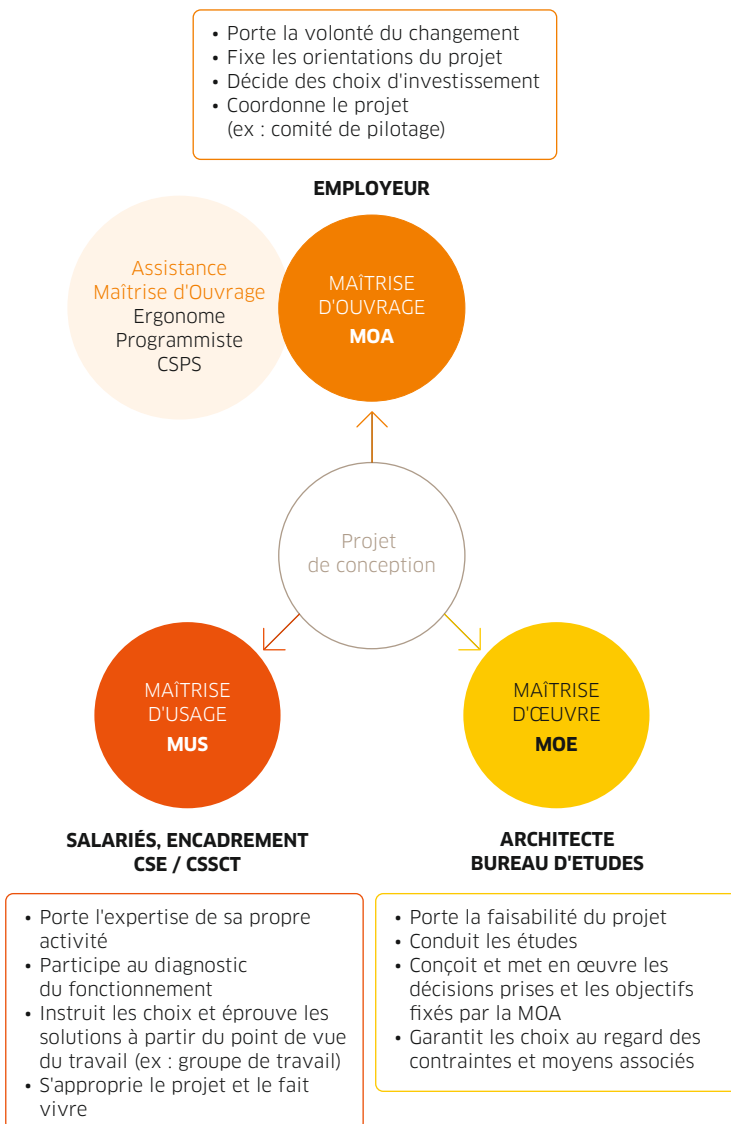 • Porte la volonté du changement
• Fixe les orientations du projet
• Décide des choix d'investissement
• Coordonne le projet
(ex : comité de pilotage)
EMPLOYEUR
Assistance
Maîtrise d'Ouvrage
Ergonome
Programmiste
CSPS
MAÎTRISE
D'OUVRAGE
MOA
Projet
de conception
MAÎTRISE
D'USAGE
MUS
MAÎTRISE
D'ŒUVRE
MOE
SALARIÉS, ENCADREMENT
CSE / CSSCT
ARCHITECTE
BUREAU D'ETUDES
• Porte l'expertise de sa propre
activité
• Participe au diagnostic
du fonctionnement
• Instruit les choix et éprouve les
solutions à partir du point de vue
du travail (ex : groupe de travail)
• S'approprie le projet et le fait
vivre
• Porte la faisabilité du projet
• Conduit les études
• Conçoit et met en œuvre les
décisions prises et les objectifs
fixés par la MOA
• Garantit les choix au regard des
contraintes et moyens associés